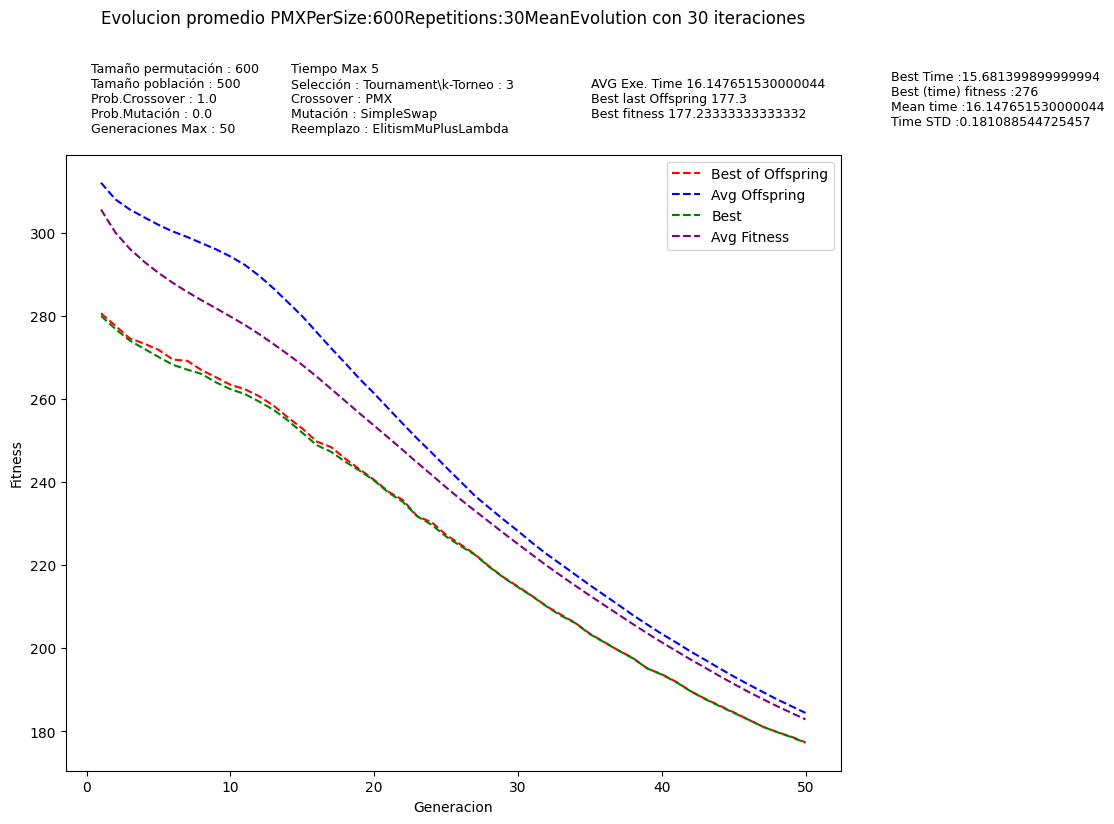 Evolucion promedio PMXPerSize:600Repetitions:30MeanEvolution con 30 iteraciones
Tamaño permutación : 600
Tamaño población : 500
Prob.Crossover : 1.0
Prob.Mutación : 0.0
Generaciones Max : 50
Tiempo Max 5
Selección : Tournament\k-Torneo : 3
Crossover : PMX
Mutación : SimpleSwap
Reemplazo : ElitismMuPlusLambda
AVG Exe. Time 16.147651530000044
Best last Offspring 177.3
Best fitness 177.23333333333332
Best Time :15.681399899999994
Best (time) fitness :276
Mean time :16.147651530000044
Time STD :0.181088544725457
Best of Offspring
Avg Offspring
Best
Avg Fitness
Fitness
300
280
260
240
220
200
180
0 10 20 30 40 50
Generacion